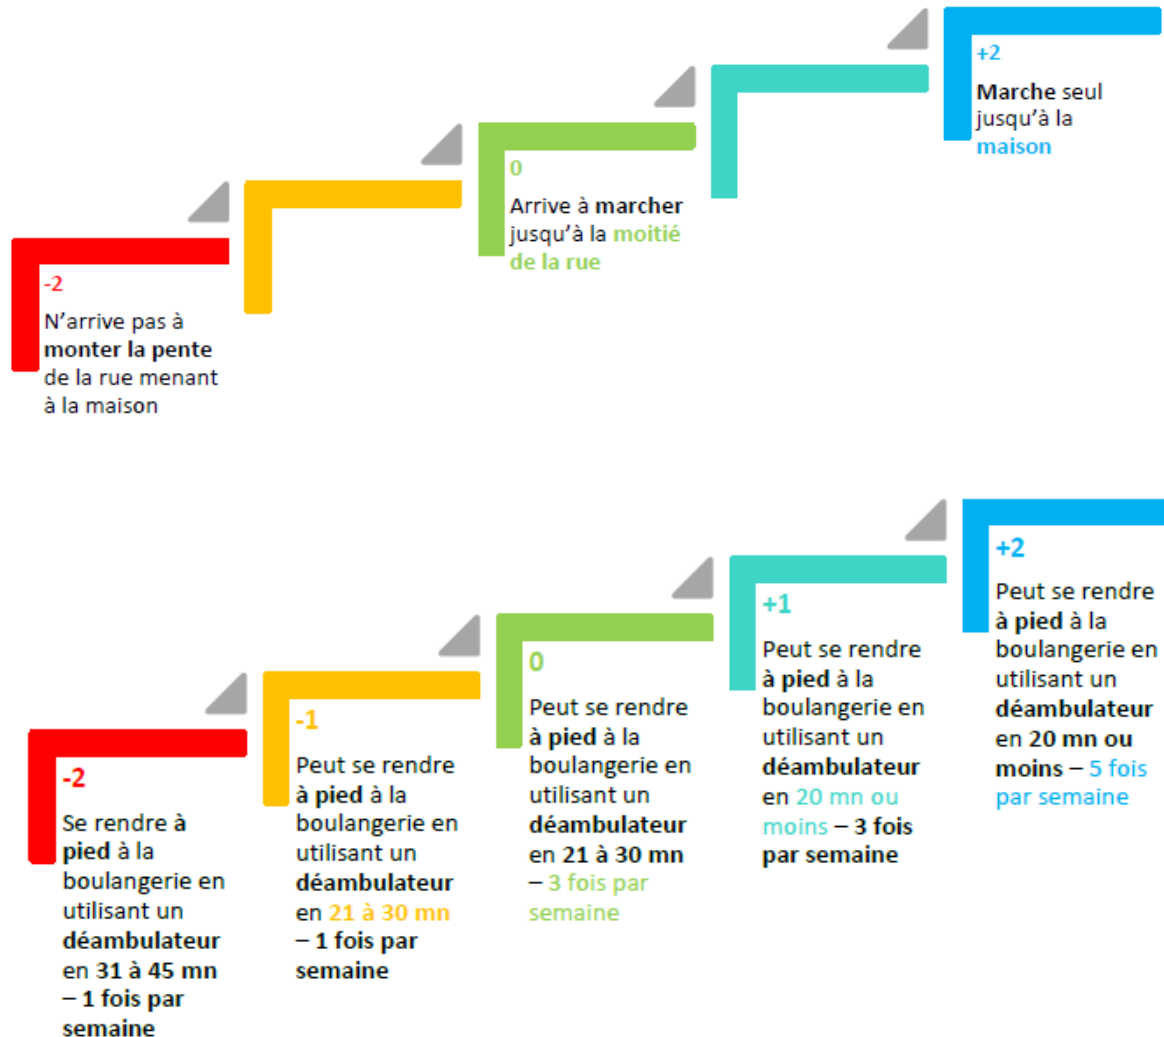 -2
N'arrive pas à
monter la pente
de la rue menant
à la maison
0
Arrive à marcher
jusqu'à la moitié
de la rue
+2
Marche seul
jusqu'à la
maison
-2
Se rendre à
pied à la
boulangerie en
utilisant un
déambulateur
en 31 à 45 mn
– 1 fois par
semaine
-1
Peut se rendre
à pied à la
boulangerie en
utilisant un
déambulateur
en 21 à 30 mn
– 1 fois par
semaine
0
Peut se rendre
à pied à la
boulangerie en
utilisant un
déambulateur
en 21 à 30 mn
– 3 fois par
semaine
+1
Peut se rendre
à pied à la
boulangerie en
utilisant un
déambulateur
en 20 mn ou
moins – 3 fois
par semaine
+2
Peut se rendre
à pied à la
boulangerie en
utilisant un
déambulateur
en 20 mn ou
moins – 5 fois
par semaine